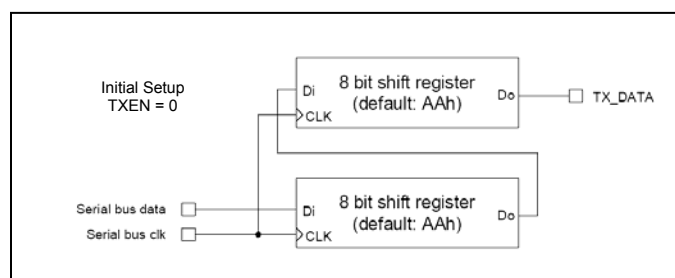 Initial Setup
TXEN = 0
8 bit shift register
(default: AAh)
Di
Do
CLK
TX_DATA
8 bit shift register
(default: AAh)
Serial bus data
Di
Do
Serial bus clk
CLK